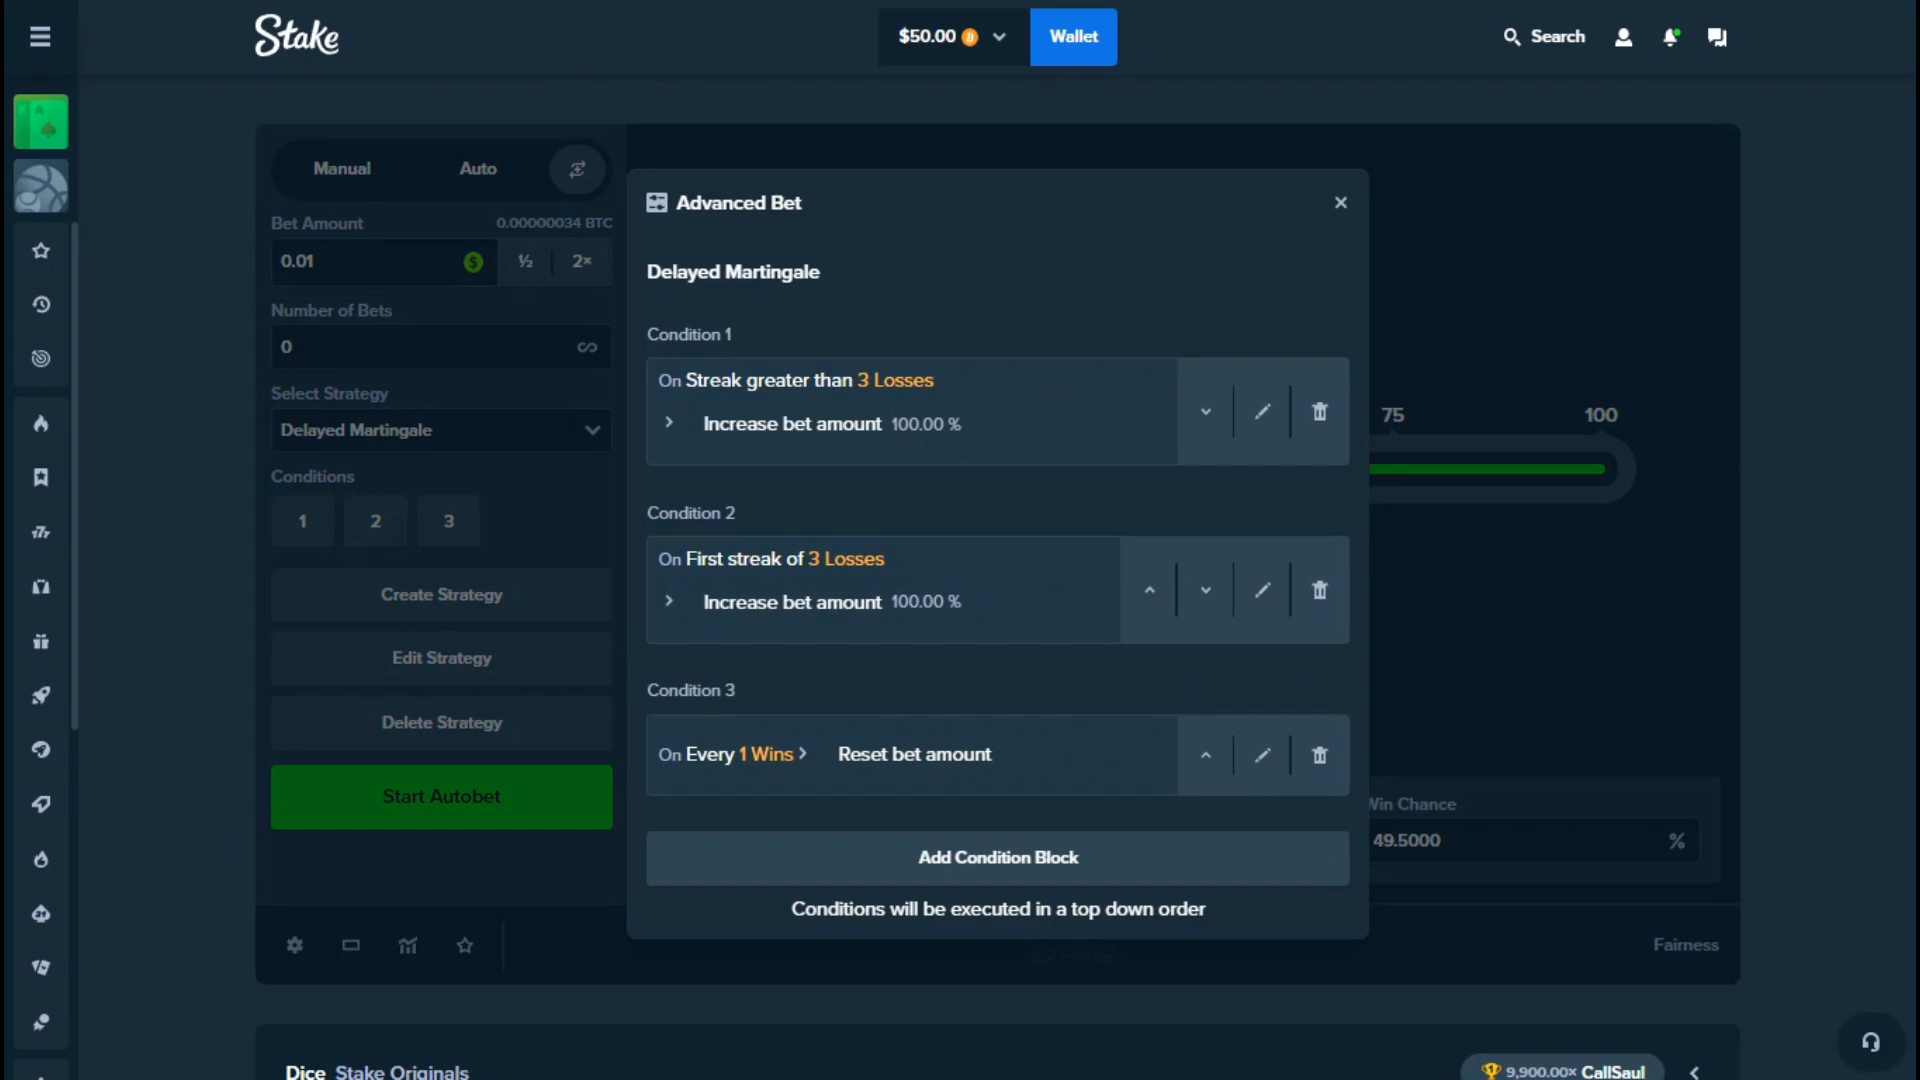 Stake
$50.00
Wallet
Search
Manual Auto
Bet Amount 0.00000034 BTC
0.01 $ ½ 2×
Number of Bets
0
Select Strategy
Delayed Martingale
Conditions
1 2 3
Create Strategy
Edit Strategy
Delete Strategy
Start Autobet
Advanced Bet
Delayed Martingale
Condition 1
On Streak greater than 3 Losses
Increase bet amount 100.00 %
Condition 2
On First streak of 3 Losses
Increase bet amount 100.00 %
Condition 3
On Every 1 Wins Reset bet amount
Add Condition Block
Conditions will be executed in a top down order
75 100
Win Chance
49.5000 %
Fairness
Dice Stake Originals
9,900.00× CallSaul